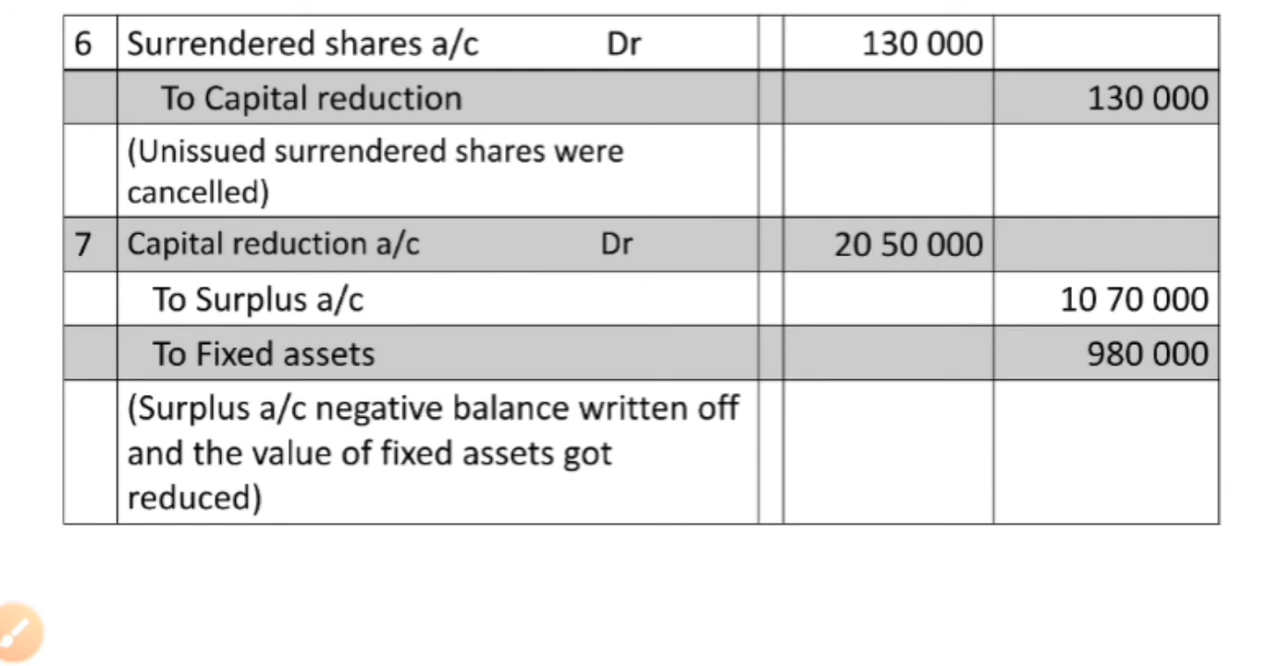 6 Surrendered shares a/c Dr 130 000
To Capital reduction 130 000
(Unissued surrendered shares were
cancelled)
7 Capital reduction a/c Dr 20 50 000
To Surplus a/c 10 70 000
To Fixed assets 980 000
(Surplus a/c negative balance written off
and the value of fixed assets got
reduced)